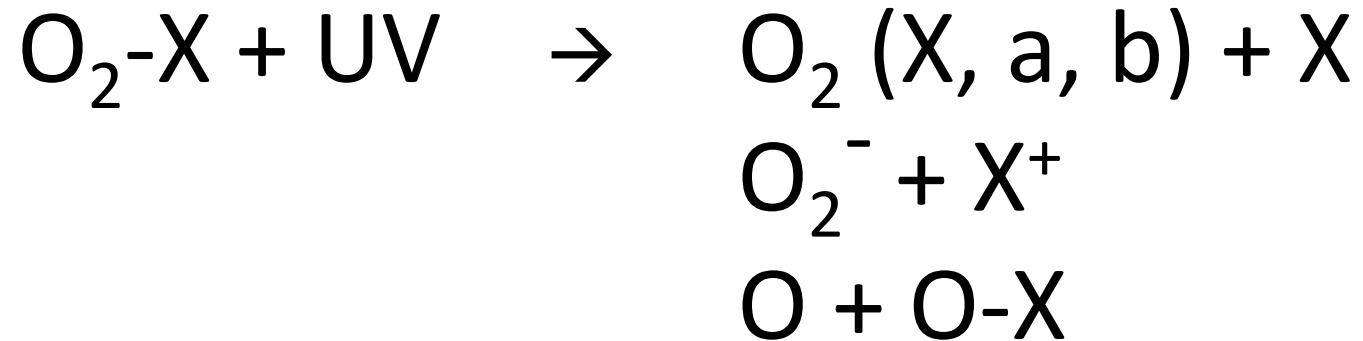 O₂-X + UV → O₂ (X, a, b) + X
O₂⁻ + X⁺
O + O-X